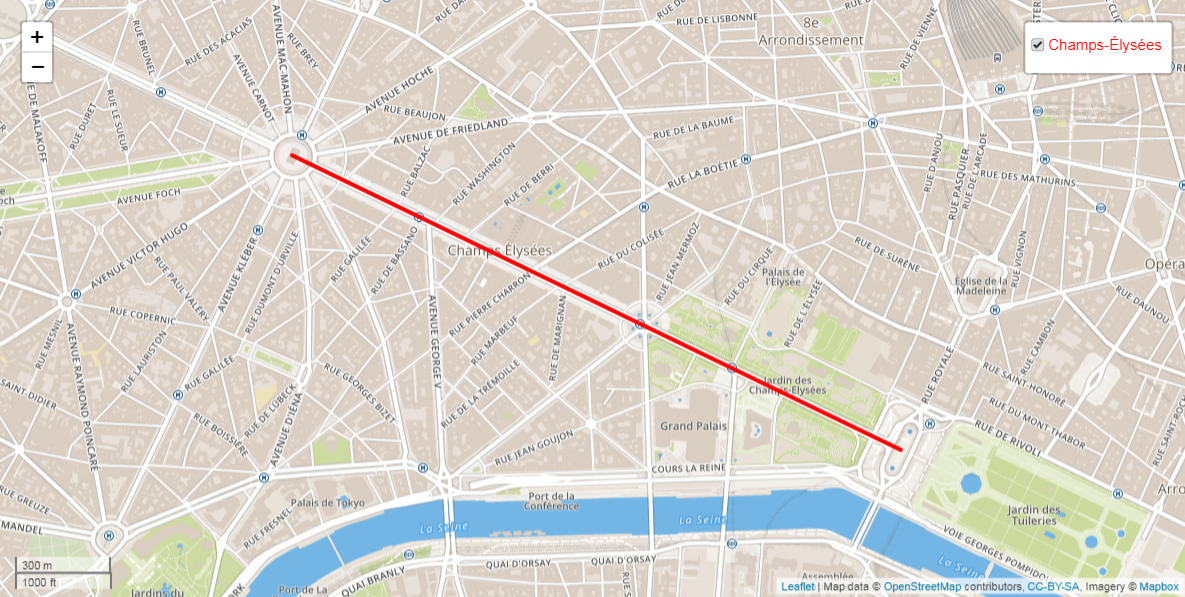 +
−
Champs-Élysées
8e
Arrondissement
RUE DE LISBONNE
RUE DE VIENNE
RUE BRUNEL
RUE DES ACACIAS
AVENUE MAC-MAHON
RUE BREY
AVENUE CARNOT
AVENUE HOCHE
RUE BEAUJON
AVENUE DE FRIEDLAND
RUE DE LA BAUME
RUE DE MALAKOFF
RUE DURET
RUE LE SUEUR
RUE BALZAC
RUE WASHINGTON
RUE DE BERRI
RUE LA BOÉTIE
RUE D'ANJOU
RUE PASQUIER
RUE DE L'ARCADE
RUE DES MATHURINS
AVENUE FOCH
AVENUE VICTOR HUGO
AVENUE KLÉBER
RUE DUMONT-DURVILLE
RUE GALILÉE
RUE DE BASSANO
Champs Élysées
RUE DU COLISÉE
RUE JEAN MERMOZ
RUE DU CIRQUE
Palais de
l'Élysée
RUE DE L'ÉLYSÉE
RUE DE SURÈNE
RUE VIGNON
Église de la
Madeleine
Opéra
RUE DAUNOU
RUE PAUL VALÉRY
RUE COPERNIC
RUE MESNIL
AVENUE RAYMOND POINCARÉ
RUE LAURISTON
RUE GALILÉE
AVENUE GEORGE V
RUE PIERRE CHARRON
RUE MARBEUF
RUE DE MARIGNAN
RUE DE LA TRÉMOILLE
RUE GEORGES BIZET
SAINT-DIDIER
RUE BOISSIÈRE
RUE DE LÜBECK
AVENUE D'IÉNA
RUE JEAN GOUJON
Grand Palais
Jardin des
Champs-Elysées
RUE ROYALE
RUE CAMBON
RUE SAINT-HONORÉ
RUE DU MONT THABOR
RUE DE RIVOLI
RUE SAINT-ROCH
COURS LA REINE
RUE GREUZE
MANDEL
RUE FRESNEL
Palais de Tokyo
Port de la
Conférence
La Seine
La Seine
La Seine
Jardin des
Tuileries
VOIE GEORGES POMPIDOU
QUAI D'ORSAY
QUAI D'ORSAY
QUAI BRANLY
Port de La
Jardins du
Assemblée
300 m
1000 ft
Leaflet | Map data © OpenStreetMap contributors, CC-BY-SA, Imagery © Mapbox